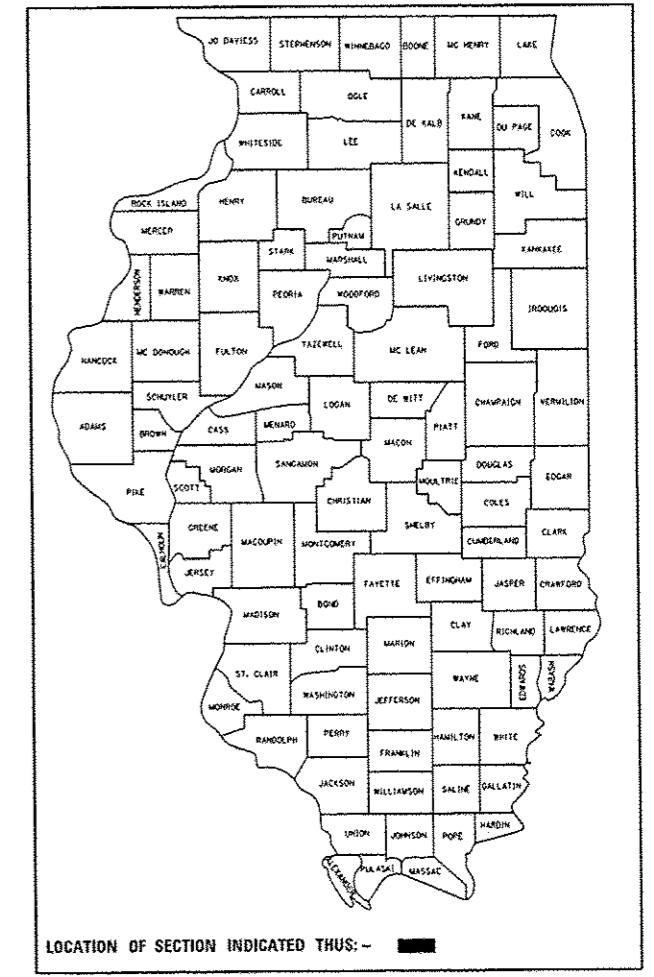 JO DAVIESS STEPHENSON WINNEBAGO BOONE MC HENRY LAKE
CARROLL OGLE DE KALB KANE DU PAGE COOK
WHITESIDE LEE
KENDALL WILL
ROCK ISLAND HENRY BUREAU LA SALLE GRUNDY
MERCER PUTNAM
STARK MARSHALL KANKAKEE
HENDERSON WARREN KNOX PEORIA WOODFORD LIVINGSTON IROQUOIS
HANCOCK MC DONOUGH FULTON TAZEWELL MC LEAN FORD
MASON
SCHUYLER LOGAN DE WITT CHAMPAIGN VERMILION
ADAMS BROWN CASS MENARD MACON PIATT
MORGAN SANGAMON DOUGLAS EDGAR
PIKE SCOTT CHRISTIAN MOULTRIE COLES
GREENE MACOUPIN MONTGOMERY SHELBY CUMBERLAND CLARK
CALHOUN JERSEY FAYETTE EFFINGHAM JASPER CRAWFORD
MADISON BOND CLAY RICHLAND LAWRENCE
CLINTON MARION
ST. CLAIR WAYNE EDWARDS WABASH
MONROE WASHINGTON JEFFERSON
RANDOLPH PERRY HAMILTON WHITE
FRANKLIN
JACKSON WILLIAMSON SALINE GALLATIN
UNION JOHNSON POPE HARDIN
ALEXANDER PULASKI MASSAC
LOCATION OF SECTION INDICATED THUS: -